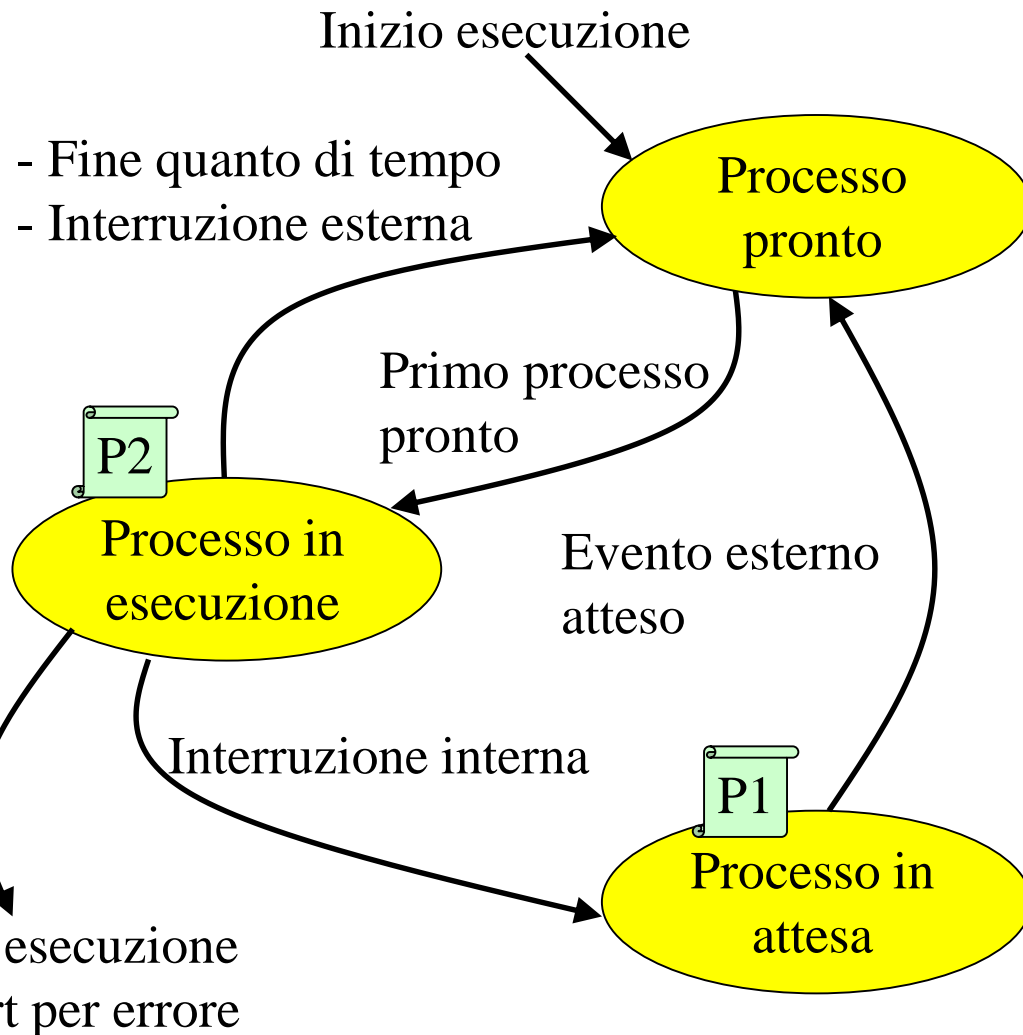 Inizio esecuzione
- Fine quanto di tempo
- Interruzione esterna
Processo
pronto
Primo processo
pronto
P2
Processo in
esecuzione
Evento esterno
atteso
Interruzione interna
P1
Processo in
attesa
esecuzione
per errore